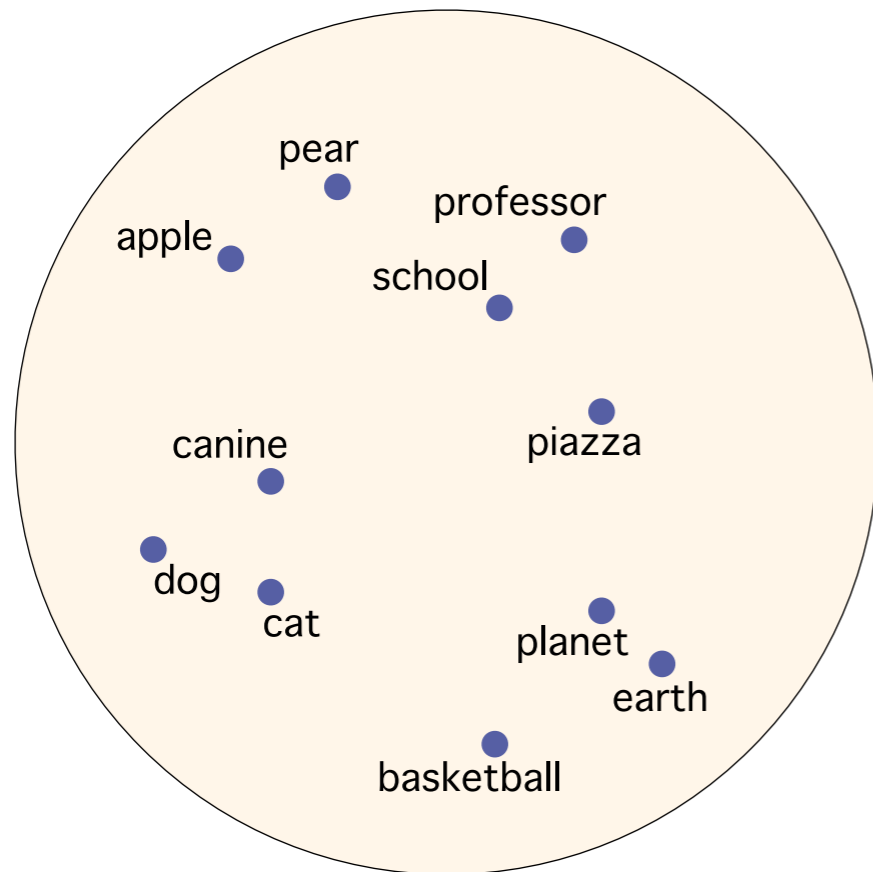 pear
professor
apple
school
canine
piazza
dog
cat
planet
earth
basketball